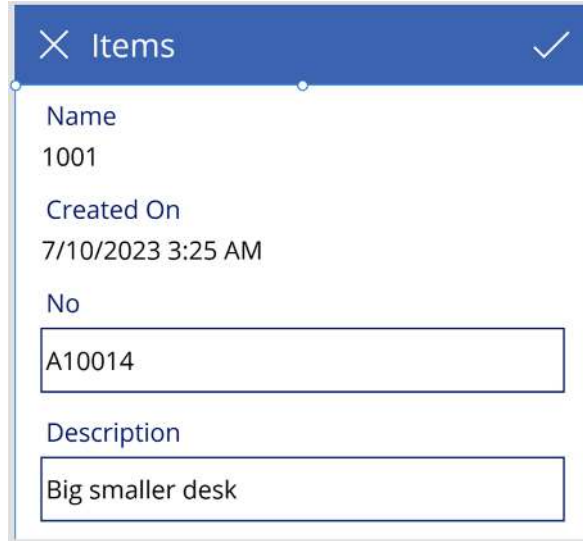 Items
Name
1001
Created On
7/10/2023 3:25 AM
No
A10014
Description
Big smaller desk